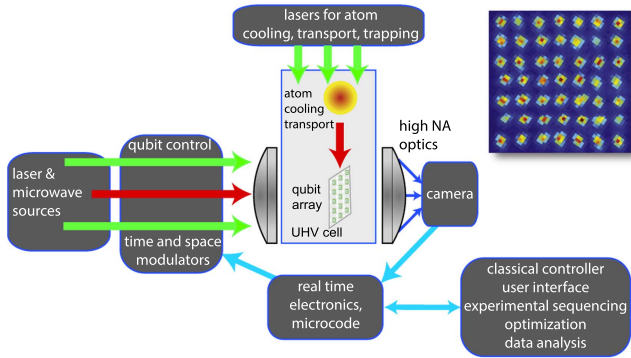 lasers for atom
cooling, transport, trapping
atom
cooling
transport
high NA
optics
qubit control
laser &
microwave
sources
qubit
array
camera
UHV cell
time and space
modulators
real time
electronics,
microcode
classical controller
user interface
experimental sequencing
optimization
data analysis